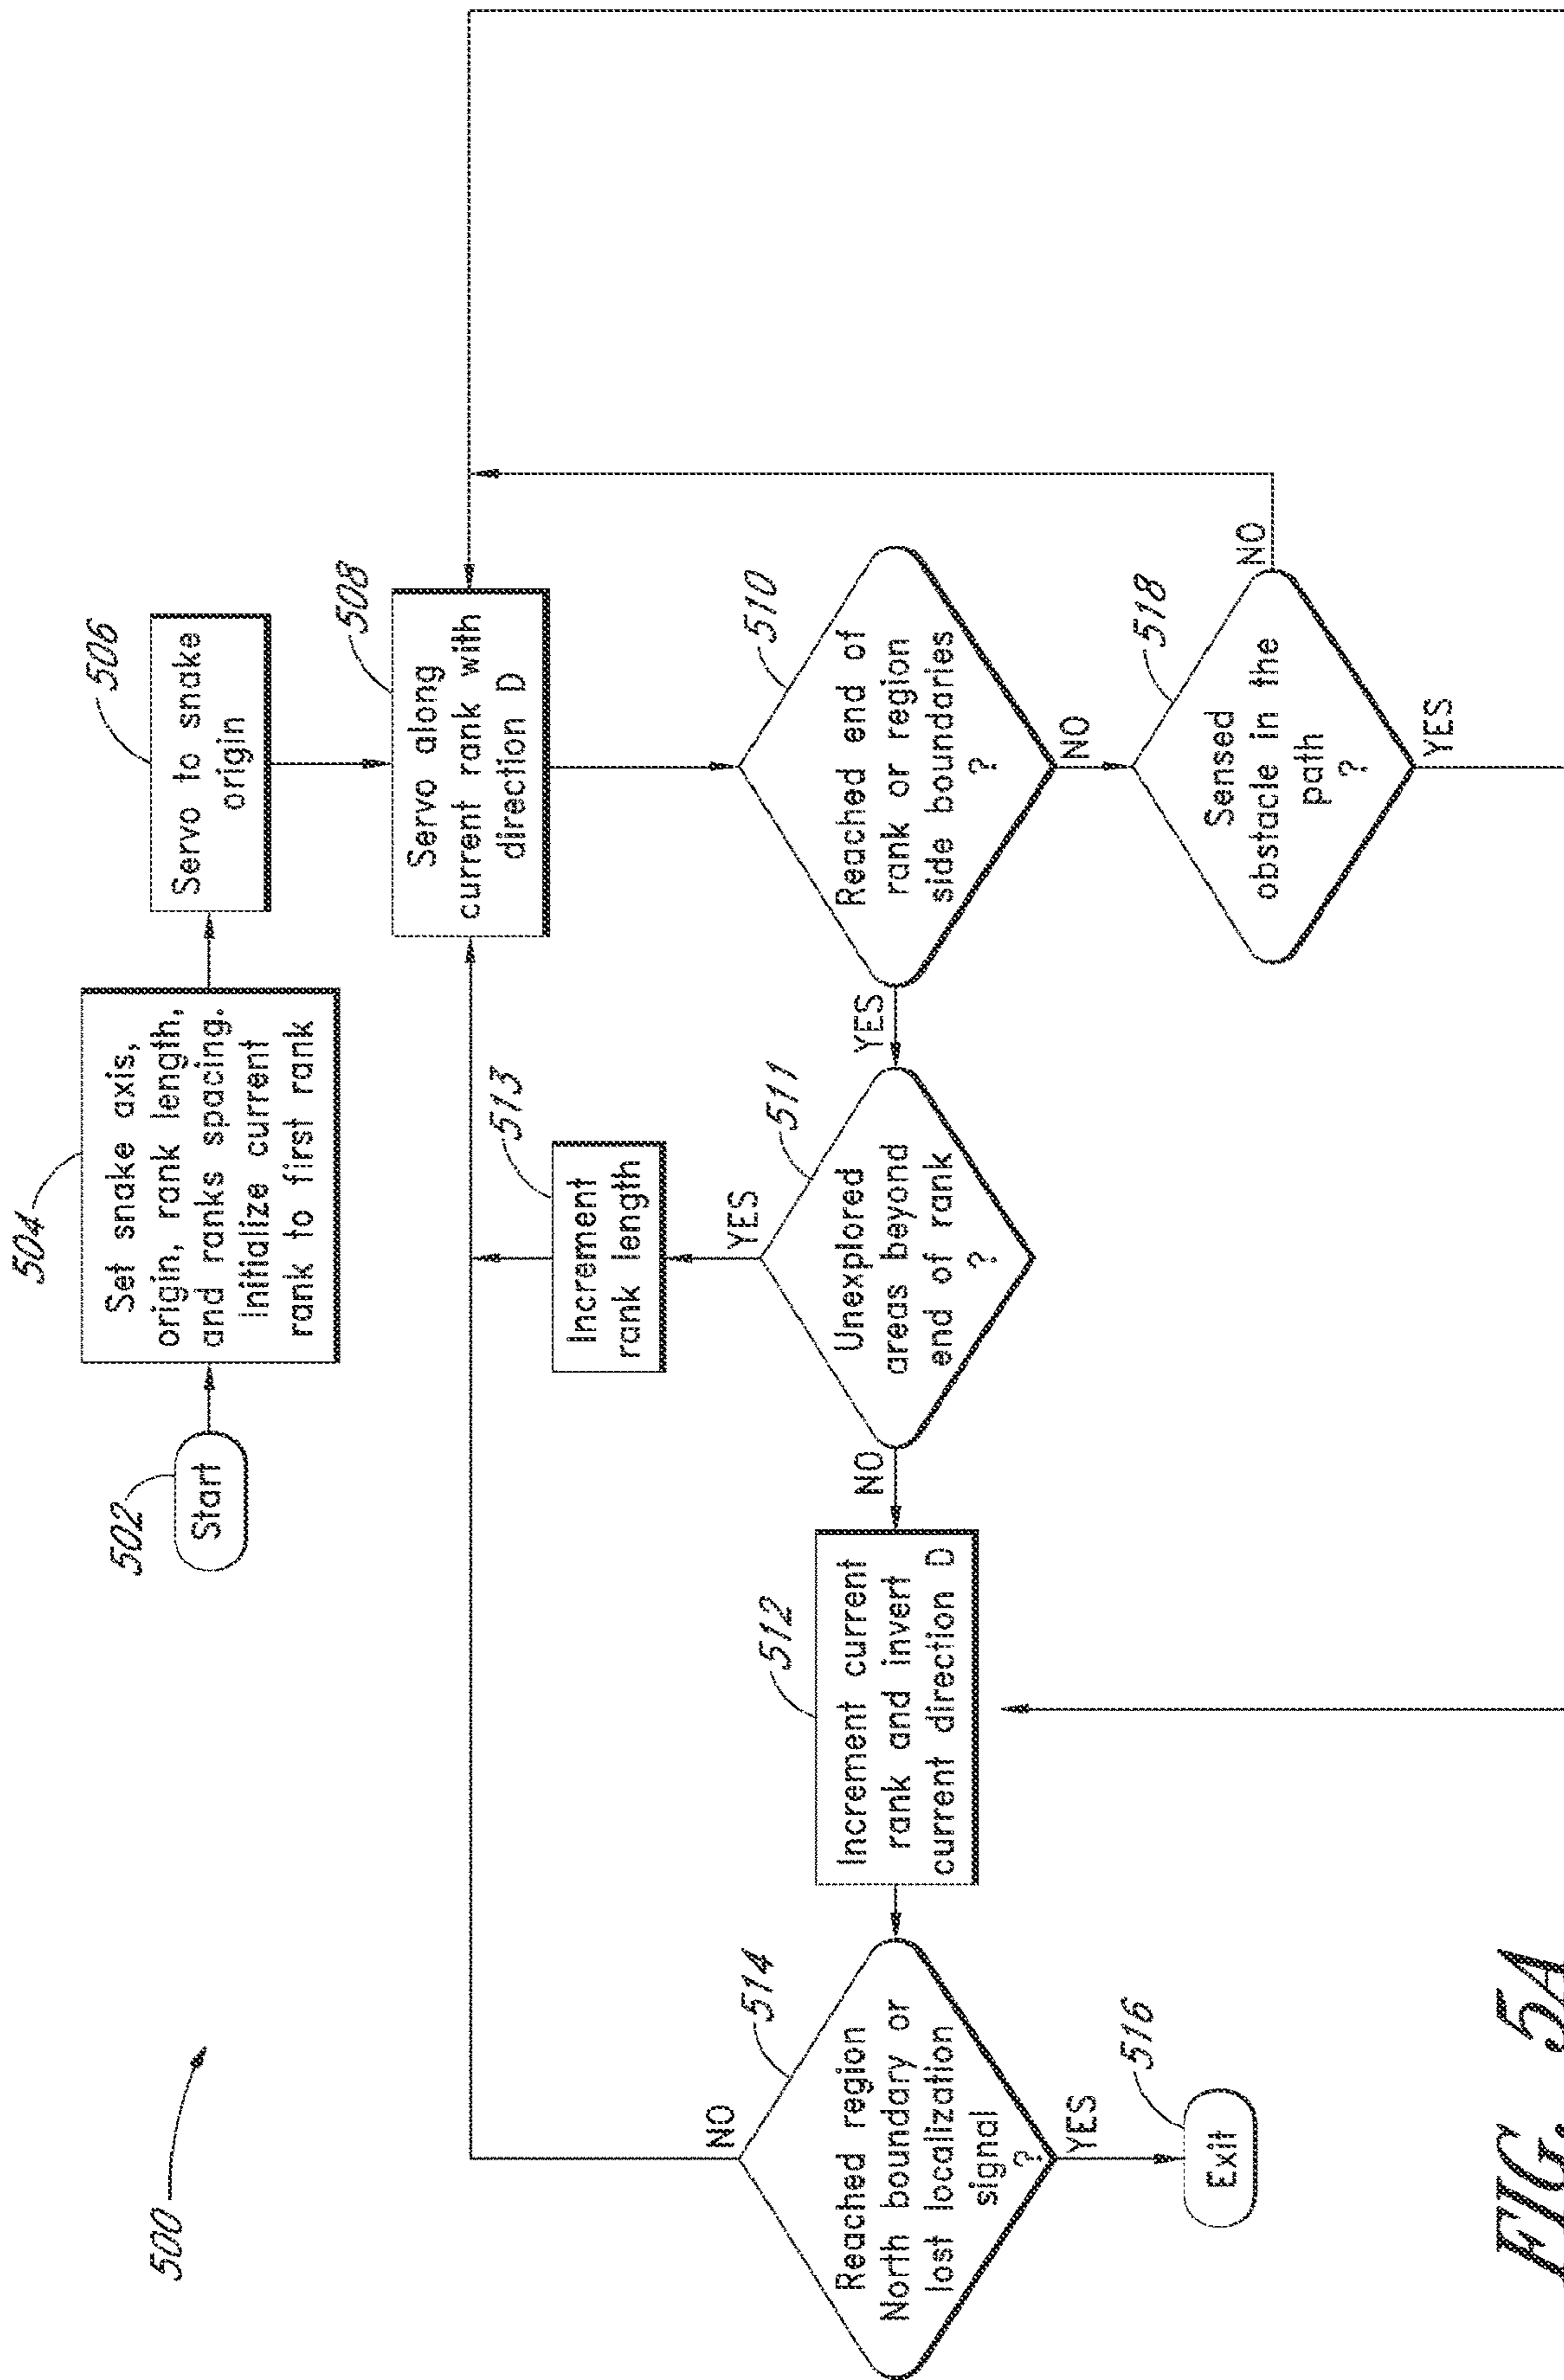 500
502
Start
504
Set snake axis,
origin, rank length,
and ranks spacing.
Initialize current
rank to first rank
506
Servo to snake
origin
508
Servo along
current rank with
direction D
510
Reached end of
rank or region
side boundaries
?
YES
NO
511
Unexplored
areas beyond
end of rank
?
YES
NO
513
Increment
rank length
512
Increment current
rank and invert
current direction D
514
Reached region
North boundary or
lost localization
signal
?
NO
YES
516
Exit
518
Sensed
obstacle in the
path
?
NO
YES
FIG. 5A